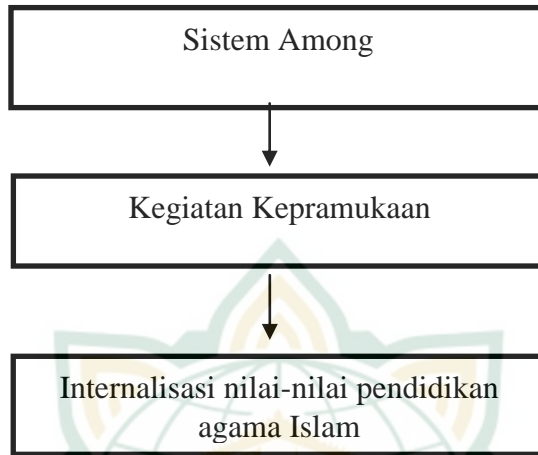 Sistem Among
Kegiatan Kepramukaan
Internalisasi nilai-nilai pendidikan
agama Islam